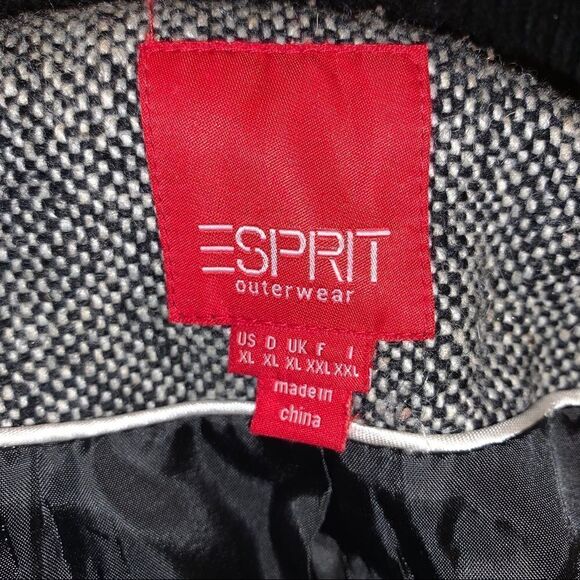 ESPRIT
outerwear
US D UK F I
XL XL XL XXL XXL
made in
china